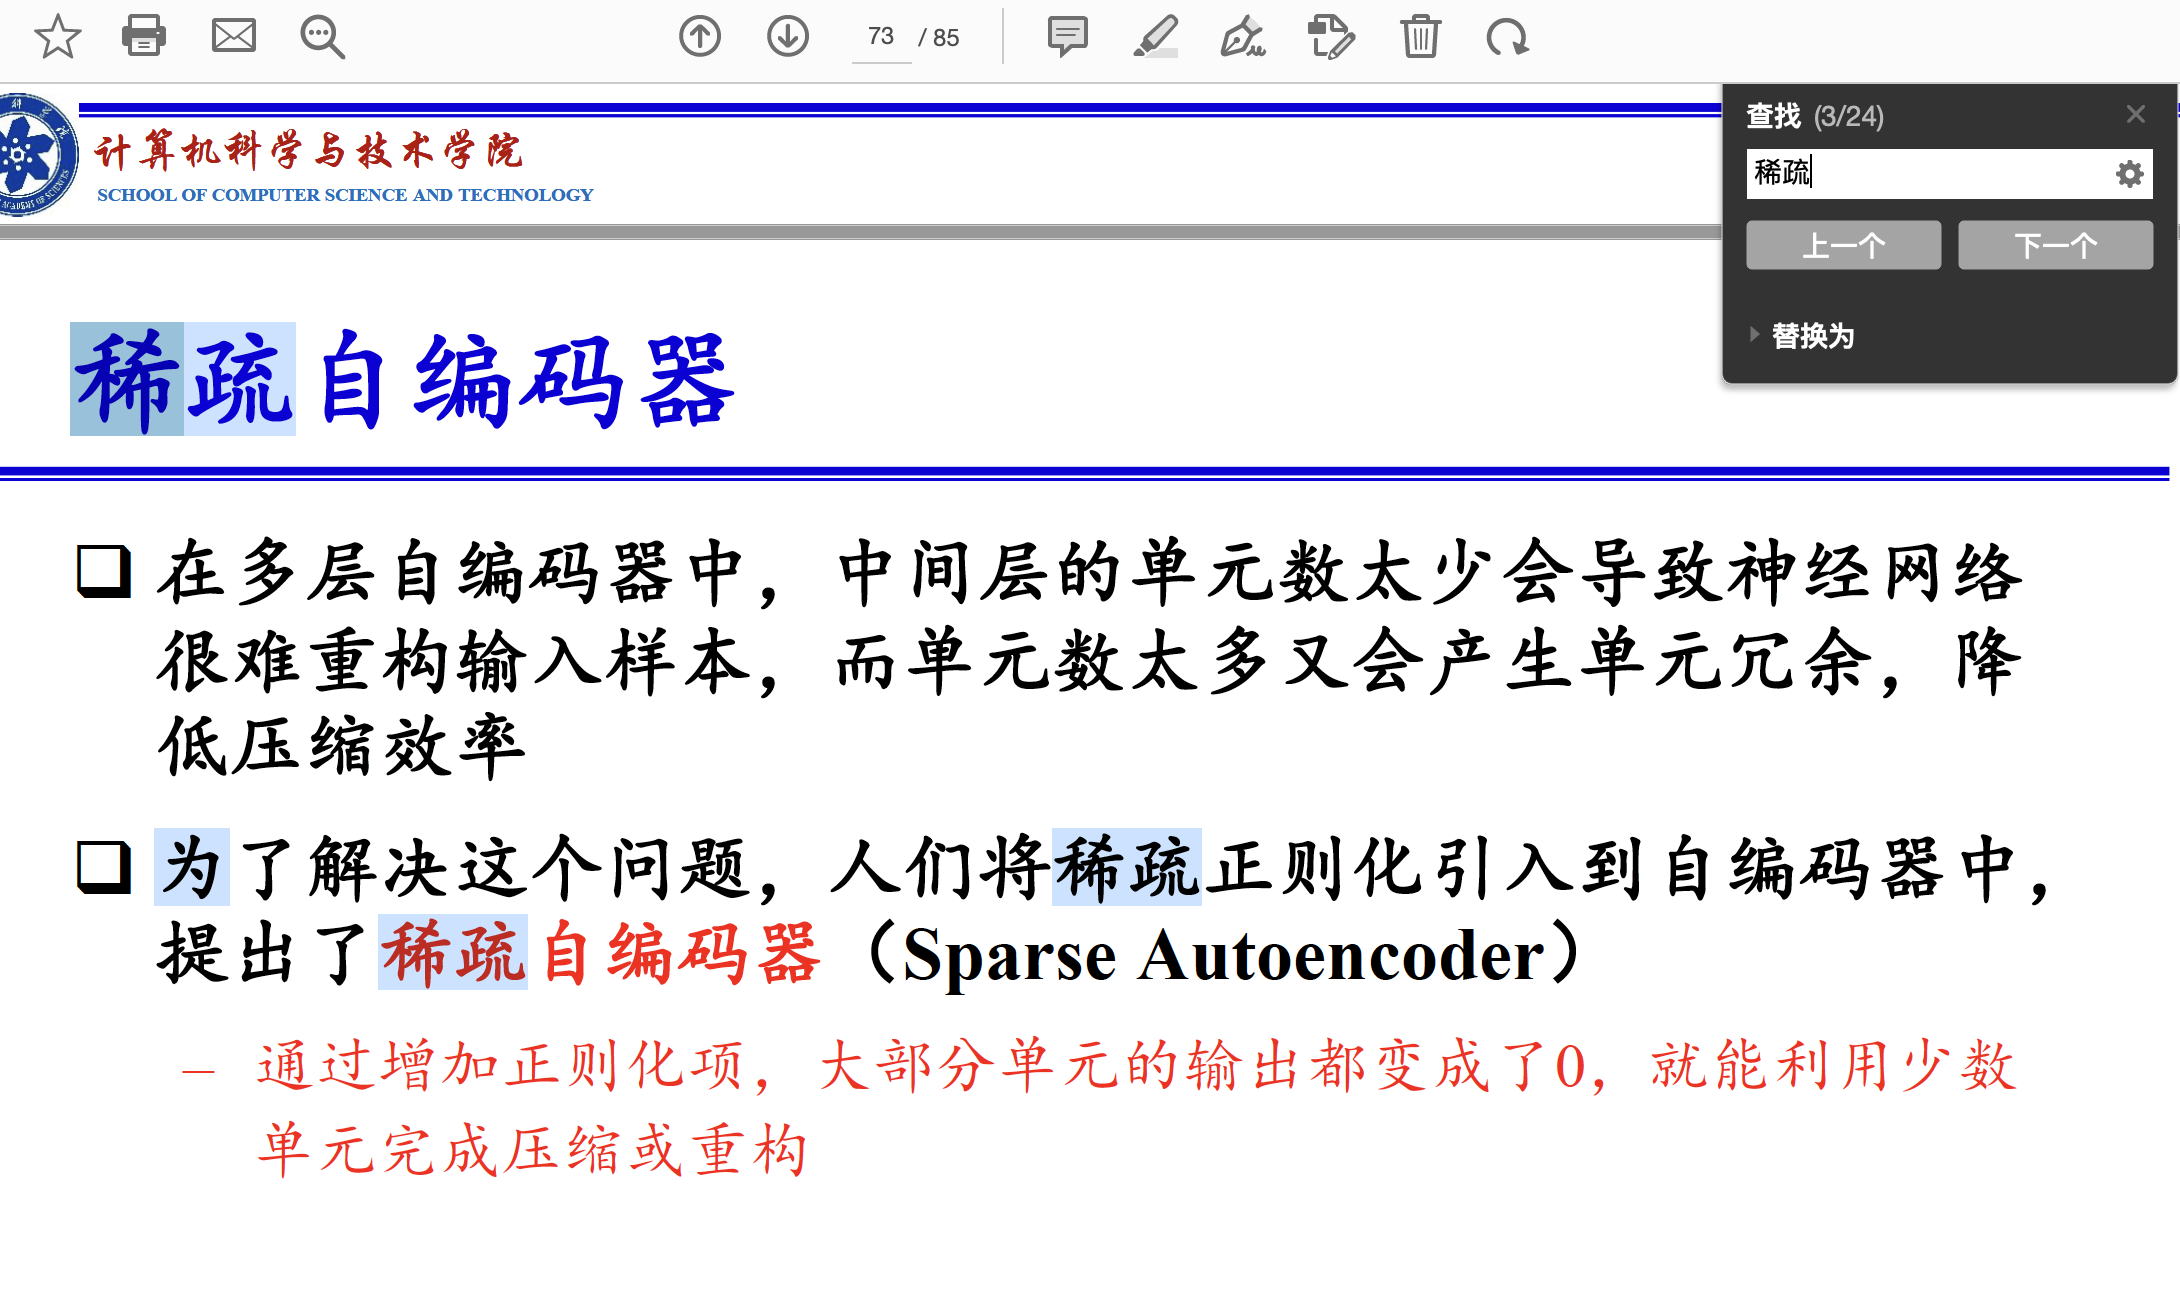 73 / 85
计算机科学与技术学院
SCHOOL OF COMPUTER SCIENCE AND TECHNOLOGY
查找 (3/24)
稀疏
上一个 下一个
替换为
稀疏自编码器
❑ 在多层自编码器中，中间层的单元数太少会导致神经网络
很难重构输入样本，而单元数太多又会产生单元冗余，降
低压缩效率
❑ 为了解决这个问题，人们将稀疏正则化引入到自编码器中，
提出了稀疏自编码器（Sparse Autoencoder）
– 通过增加正则化项，大部分单元的输出都变成了0，就能利用少数
单元完成压缩或重构